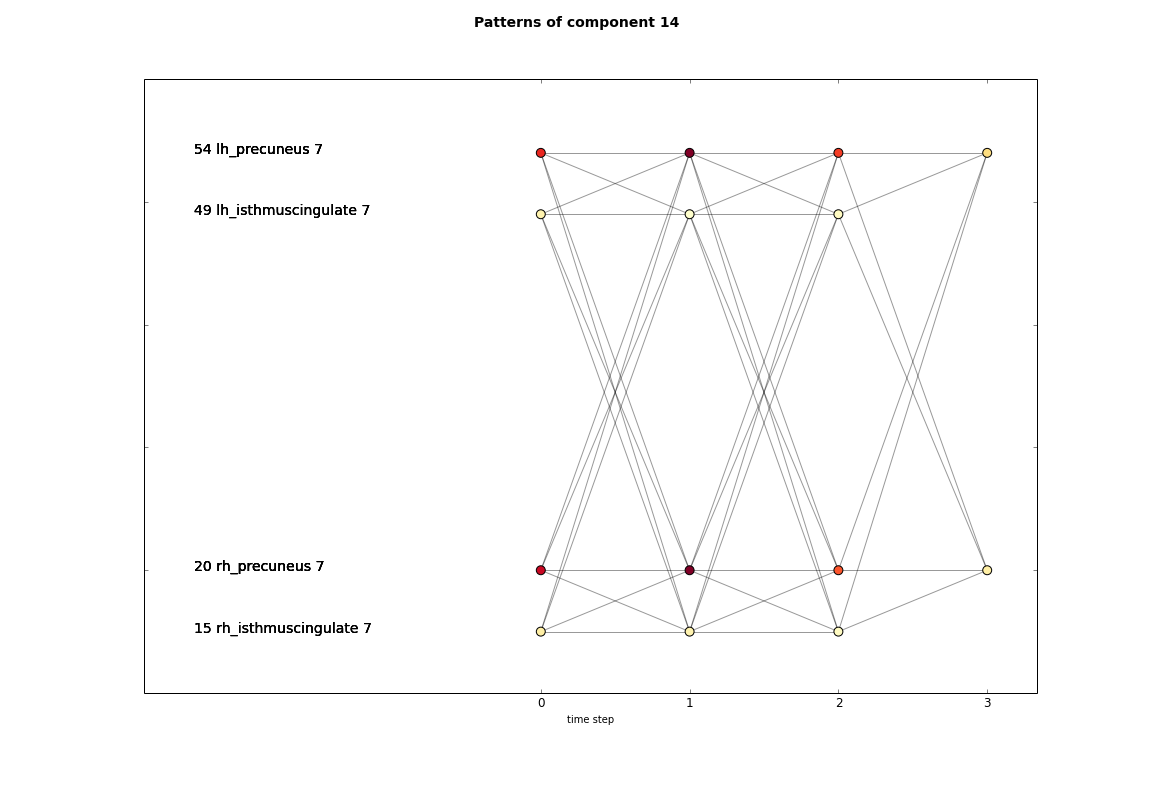 Patterns of component 14
54 lh_precuneus 7
49 lh_isthmuscingulate 7
20 rh_precuneus 7
15 rh_isthmuscingulate 7
0 1 2 3
time step